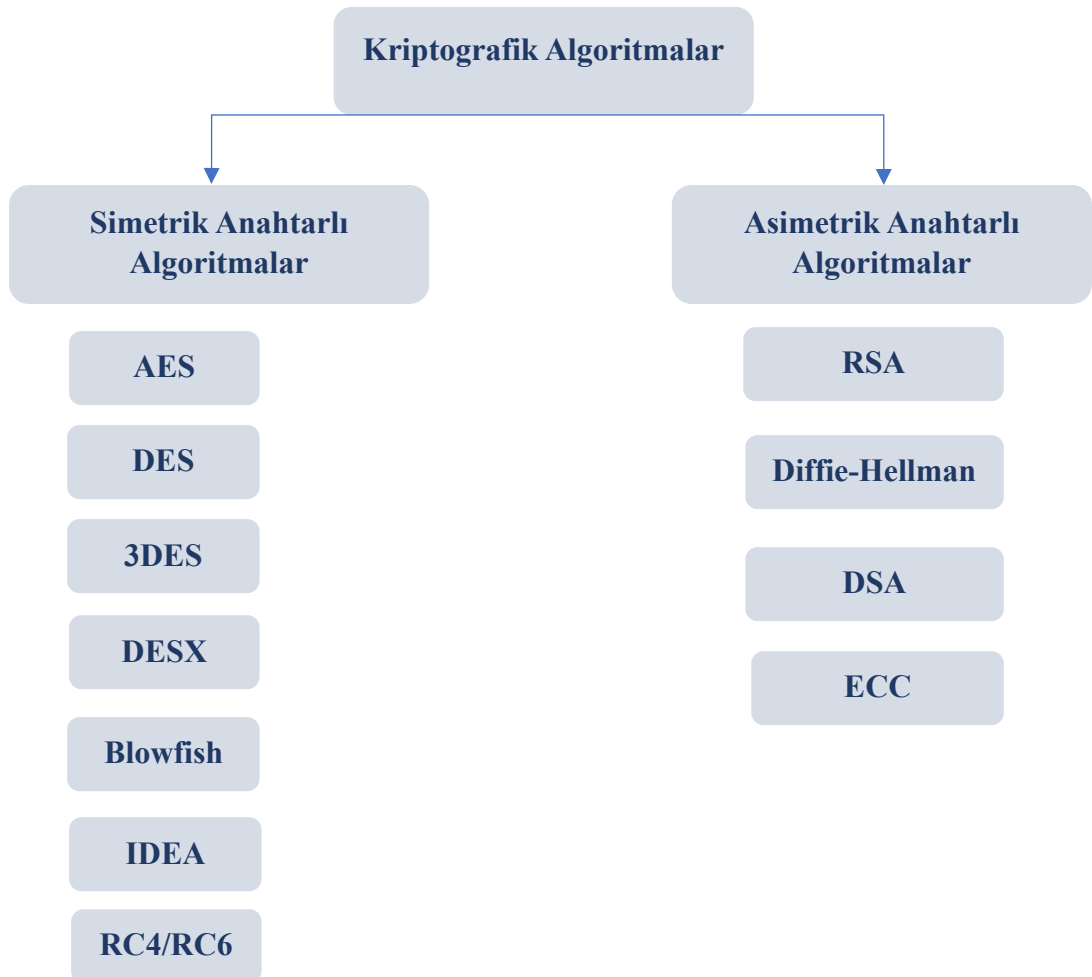 Kriptografik Algoritmalar
Simetrik Anahtarlı
Algoritmalar
AES
DES
3DES
DESX
Blowfish
IDEA
RC4/RC6
Asimetrik Anahtarlı
Algoritmalar
RSA
Diffie-Hellman
DSA
ECC